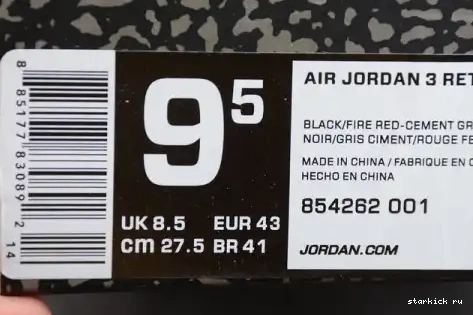 8 85177 83089 2 14
9 5
UK 8.5 EUR 43
cm 27.5 BR 41
AIR JORDAN 3 RET
BLACK/FIRE RED-CEMENT GR
NOIR/GRIS CIMENT/ROUGE FE
MADE IN CHINA / FABRIQUE EN C
HECHO EN CHINA
854262 001
JORDAN.COM
starkick ru